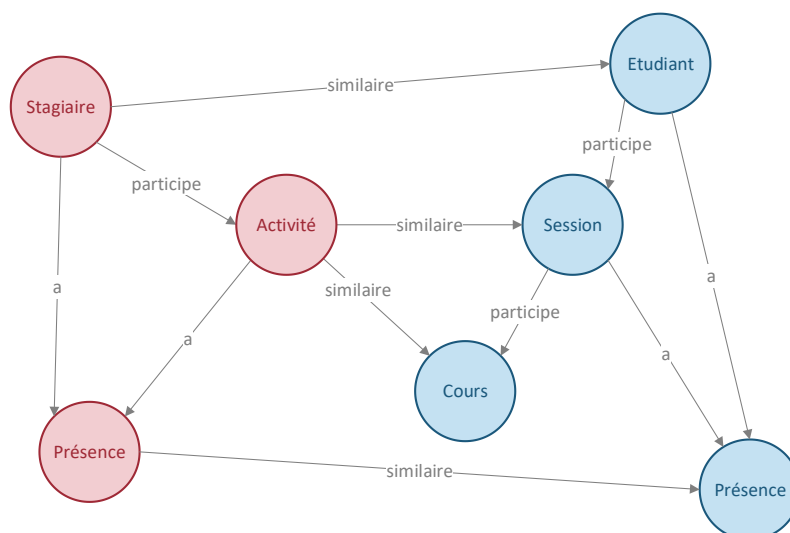 Etudiant
similaire
Stagiaire
participe
participe
Activité
similaire
Session
similaire
a
a
participe
a
a
Cours
Présence
similaire
Présence